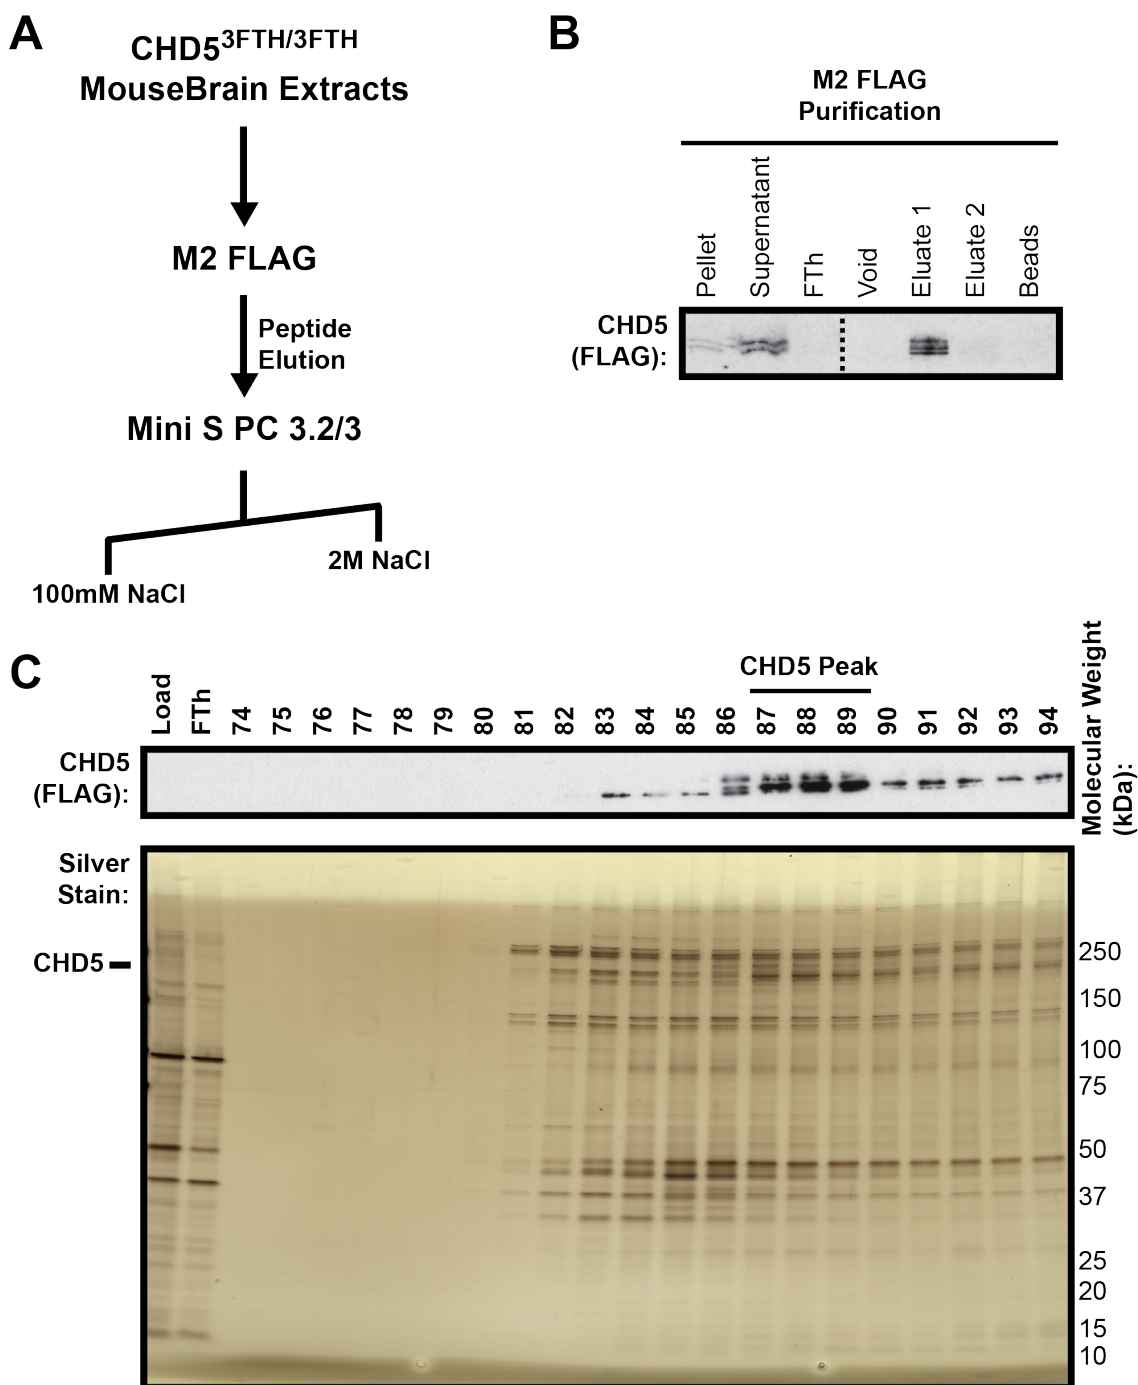 A
CHD5^3FTH/3FTH
MouseBrain Extracts
M2 FLAG
Peptide
Elution
Mini S PC 3.2/3
100mM NaCl
2M NaCl
B
M2 FLAG
Purification
Pellet
Supernatant
FTh
Void
Eluate 1
Eluate 2
Beads
CHD5
(FLAG):
C
CHD5 Peak
Load
FTh
74
75
76
77
78
79
80
81
82
83
84
85
86
87
88
89
90
91
92
93
94
Molecular Weight
(kDa):
CHD5
(FLAG):
Silver
Stain:
CHD5
250
150
100
75
50
37
25
20
15
10